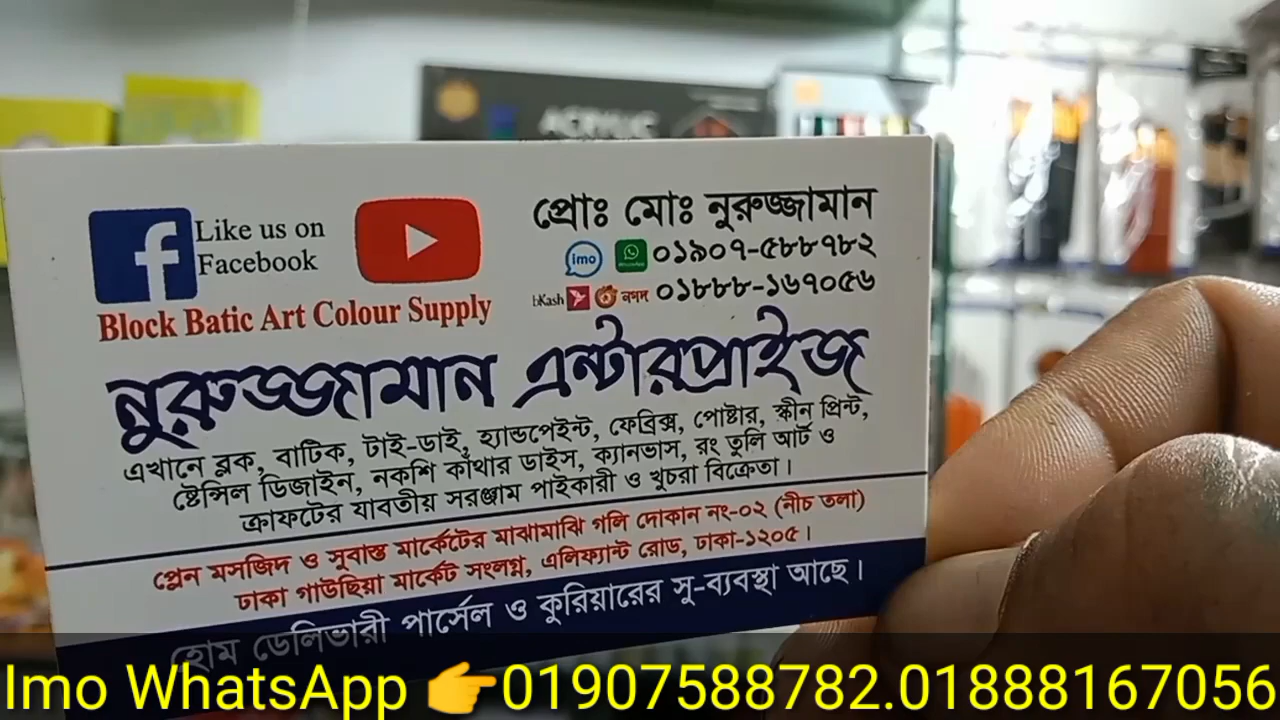 ACRYLIC
Like us on
Facebook
প্রোঃ মোঃ নুরুজ্জামান
imo ০১৯০৭-৫৮৮৭৮২
bKash নগদ ০১৮৮৮-১৬৭০৫৬
Block Batic Art Colour Supply
নুরুজ্জামান এন্টারপ্রাইজ
এখানে ব্লক, বাটিক, টাই-ডাই, হ্যান্ডপেইন্ট, ফেব্রিক্স, পোষ্টার, স্ক্রীন প্রিন্ট,
ষ্টেন্সিল ডিজাইন, নকশি কাঁথার ডাইস, ক্যানভাস, রং তুলি আর্ট ও
ক্রাফটের যাবতীয় সরঞ্জাম পাইকারী ও খুচরা বিক্রেতা।
প্লেন মসজিদ ও সুবাস্ত মার্কেটের মাঝামাঝি গলি দোকান নং-০২ (নীচ তলা)
ঢাকা গাউছিয়া মার্কেট সংলগ্ন, এলিফ্যান্ট রোড, ঢাকা-১২০৫।
হোম ডেলিভারী পার্সেল ও কুরিয়ারের সু-ব্যবস্থা আছে।
Imo WhatsApp 👉01907588782.01888167056